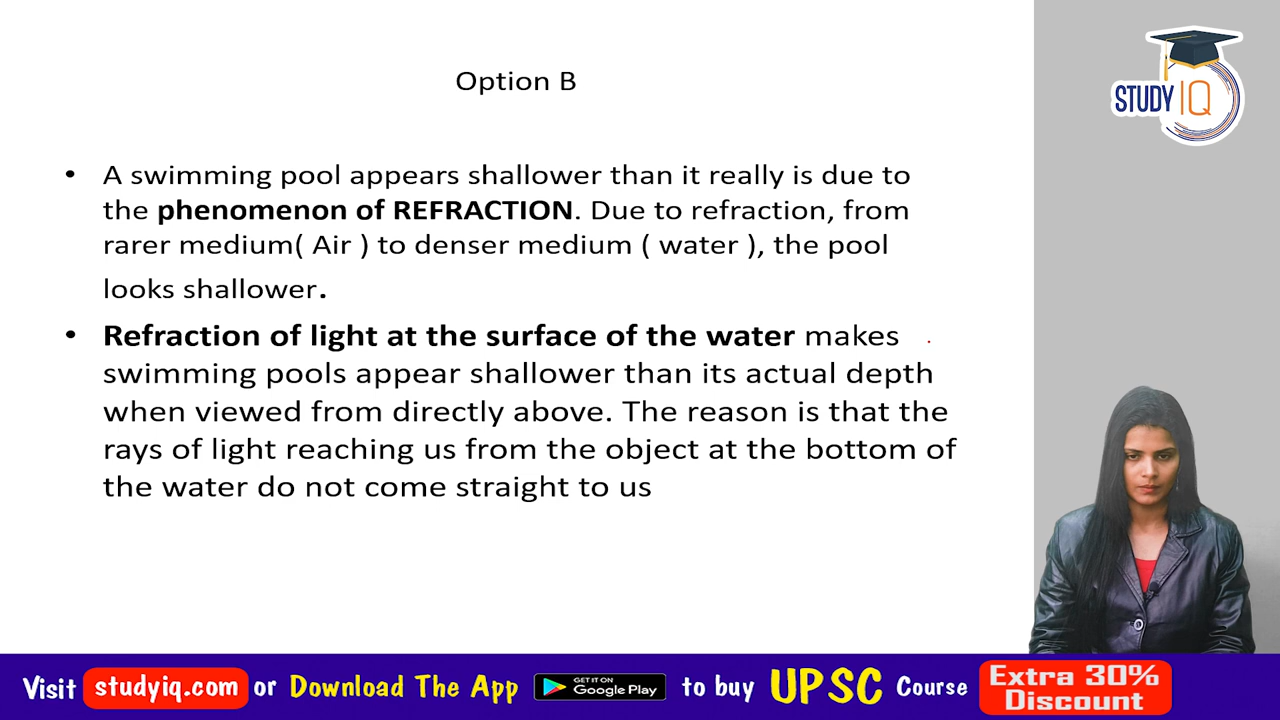 Option B
STUDY IQ
• A swimming pool appears shallower than it really is due to
the phenomenon of REFRACTION. Due to refraction, from
rarer medium( Air ) to denser medium ( water ), the pool
looks shallower.
• Refraction of light at the surface of the water makes
swimming pools appear shallower than its actual depth
when viewed from directly above. The reason is that the
rays of light reaching us from the object at the bottom of
the water do not come straight to us
Visit studyiq.com or Download The App GET IT ON Google Play to buy UPSC Course Extra 30%
Discount